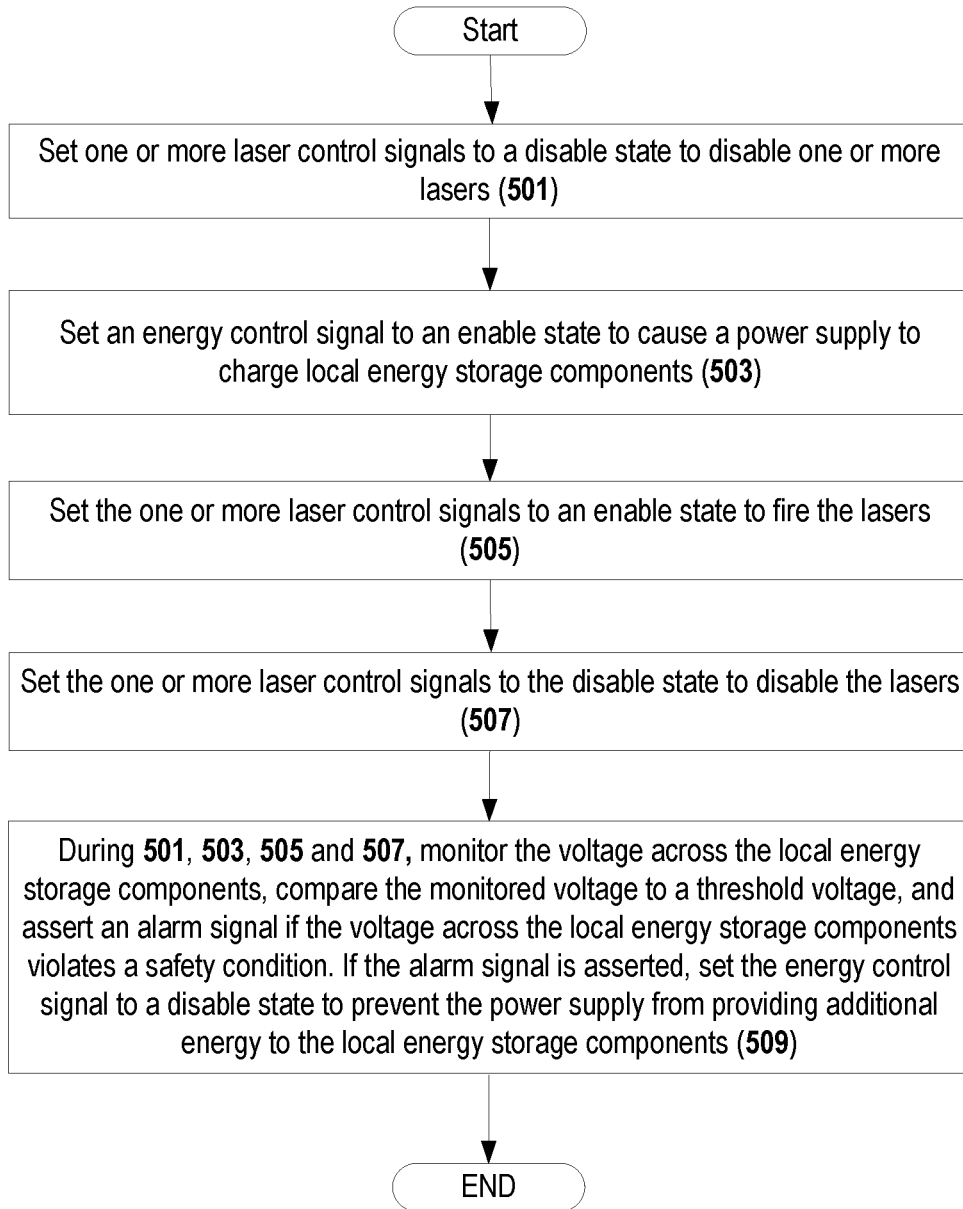 Start
Set one or more laser control signals to a disable state to disable one or more
lasers (501)
Set an energy control signal to an enable state to cause a power supply to
charge local energy storage components (503)
Set the one or more laser control signals to an enable state to fire the lasers
(505)
Set the one or more laser control signals to the disable state to disable the lasers
(507)
During 501, 503, 505 and 507, monitor the voltage across the local energy
storage components, compare the monitored voltage to a threshold voltage, and
assert an alarm signal if the voltage across the local energy storage components
violates a safety condition. If the alarm signal is asserted, set the energy control
signal to a disable state to prevent the power supply from providing additional
energy to the local energy storage components (509)
END